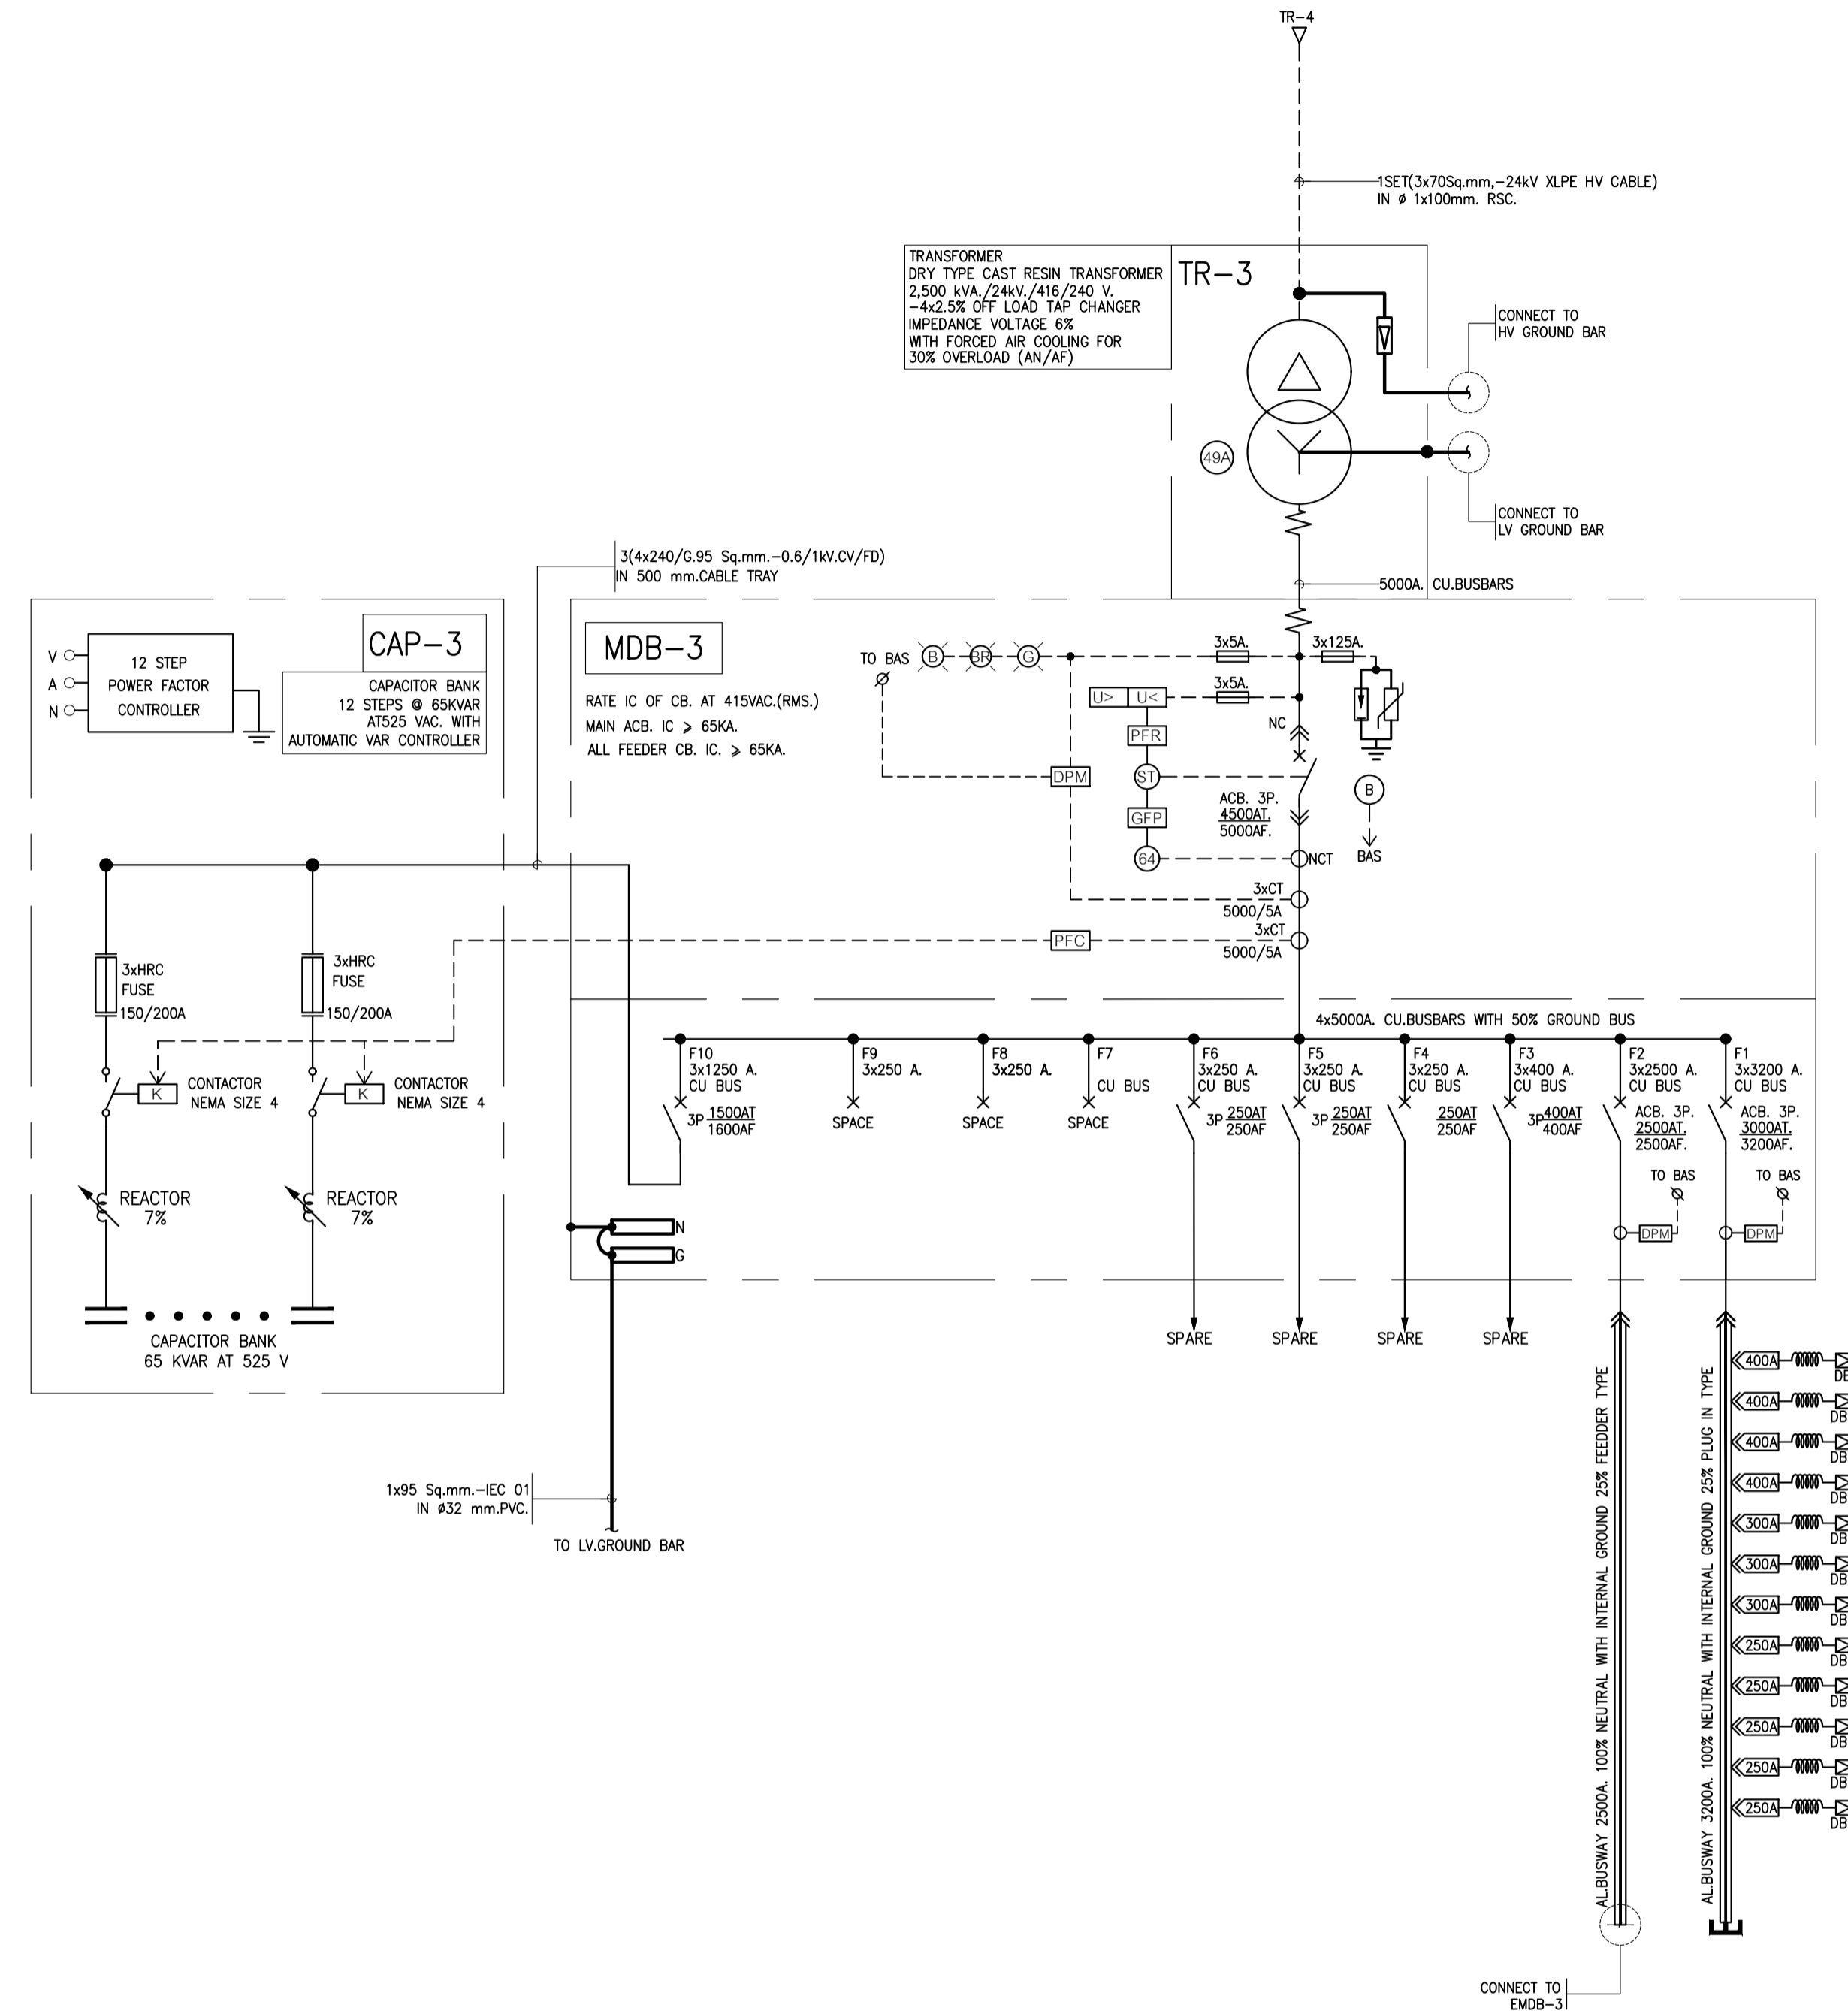 TR-4
1SET(3x70Sq.mm,-24kV XLPE HV CABLE)
IN ø 1x100mm. RSC.
TRANSFORMER
DRY TYPE CAST RESIN TRANSFORMER
2,500 kVA./24kV./416/240 V.
-4x2.5% OFF LOAD TAP CHANGER
IMPEDANCE VOLTAGE 6%
WITH FORCED AIR COOLING FOR
30% OVERLOAD (AN/AF)
TR-3
CONNECT TO
HV GROUND BAR
49A
CONNECT TO
LV GROUND BAR
5000A. CU.BUSBARS
3(4x240/G.95 Sq.mm.-0.6/1kV.CV/FD)
IN 500 mm.CABLE TRAY
V
A
N
12 STEP
POWER FACTOR
CONTROLLER
CAP-3
CAPACITOR BANK
12 STEPS @ 65KVAR
AT525 VAC. WITH
AUTOMATIC VAR CONTROLLER
MDB-3
RATE IC OF CB. AT 415VAC.(RMS.)
MAIN ACB. IC ⩾ 65KA.
ALL FEEDER CB. IC. ⩾ 65KA.
TO BAS
B
BR
G
3x5A.
3x125A.
3x5A.
U>
U<
NC
PFR
DPM
ST
ACB. 3P.
4500AT.
5000AF.
B
BAS
GFP
64
NCT
3xCT
5000/5A
3xCT
5000/5A
PFC
3xHRC
FUSE
150/200A
3xHRC
FUSE
150/200A
K
CONTACTOR
NEMA SIZE 4
K
CONTACTOR
NEMA SIZE 4
REACTOR
7%
REACTOR
7%
CAPACITOR BANK
65 KVAR AT 525 V
4x5000A. CU.BUSBARS WITH 50% GROUND BUS
F10
3x1250 A.
CU BUS
3P 1500AT
1600AF
F9
3x250 A.
SPACE
F8
3x250 A.
SPACE
F7
CU BUS
SPACE
F6
3x250 A.
CU BUS
3P 250AT
250AF
F5
3x250 A.
CU BUS
3P 250AT
250AF
F4
3x250 A.
CU BUS
250AT
250AF
F3
3x400 A.
CU BUS
3P 400AT
400AF
F2
3x2500 A.
CU BUS
ACB. 3P.
2500AT.
2500AF.
TO BAS
DPM
F1
3x3200 A.
CU BUS
ACB. 3P.
3000AT.
3200AF.
TO BAS
DPM
N
G
SPARE
SPARE
SPARE
SPARE
1x95 Sq.mm.-IEC 01
IN ø32 mm.PVC.
TO LV.GROUND BAR
AL.BUSWAY 2500A. 100% NEUTRAL WITH INTERNAL GROUND 25% FEEDDER TYPE
AL.BUSWAY 3200A. 100% NEUTRAL WITH INTERNAL GROUND 25% PLUG IN TYPE
400A
400A
DB
400A
DB
400A
DB
300A
DB
300A
DB
300A
DB
250A
DB
250A
DB
250A
DB
250A
DB
250A
DB
CONNECT TO
EMDB-3